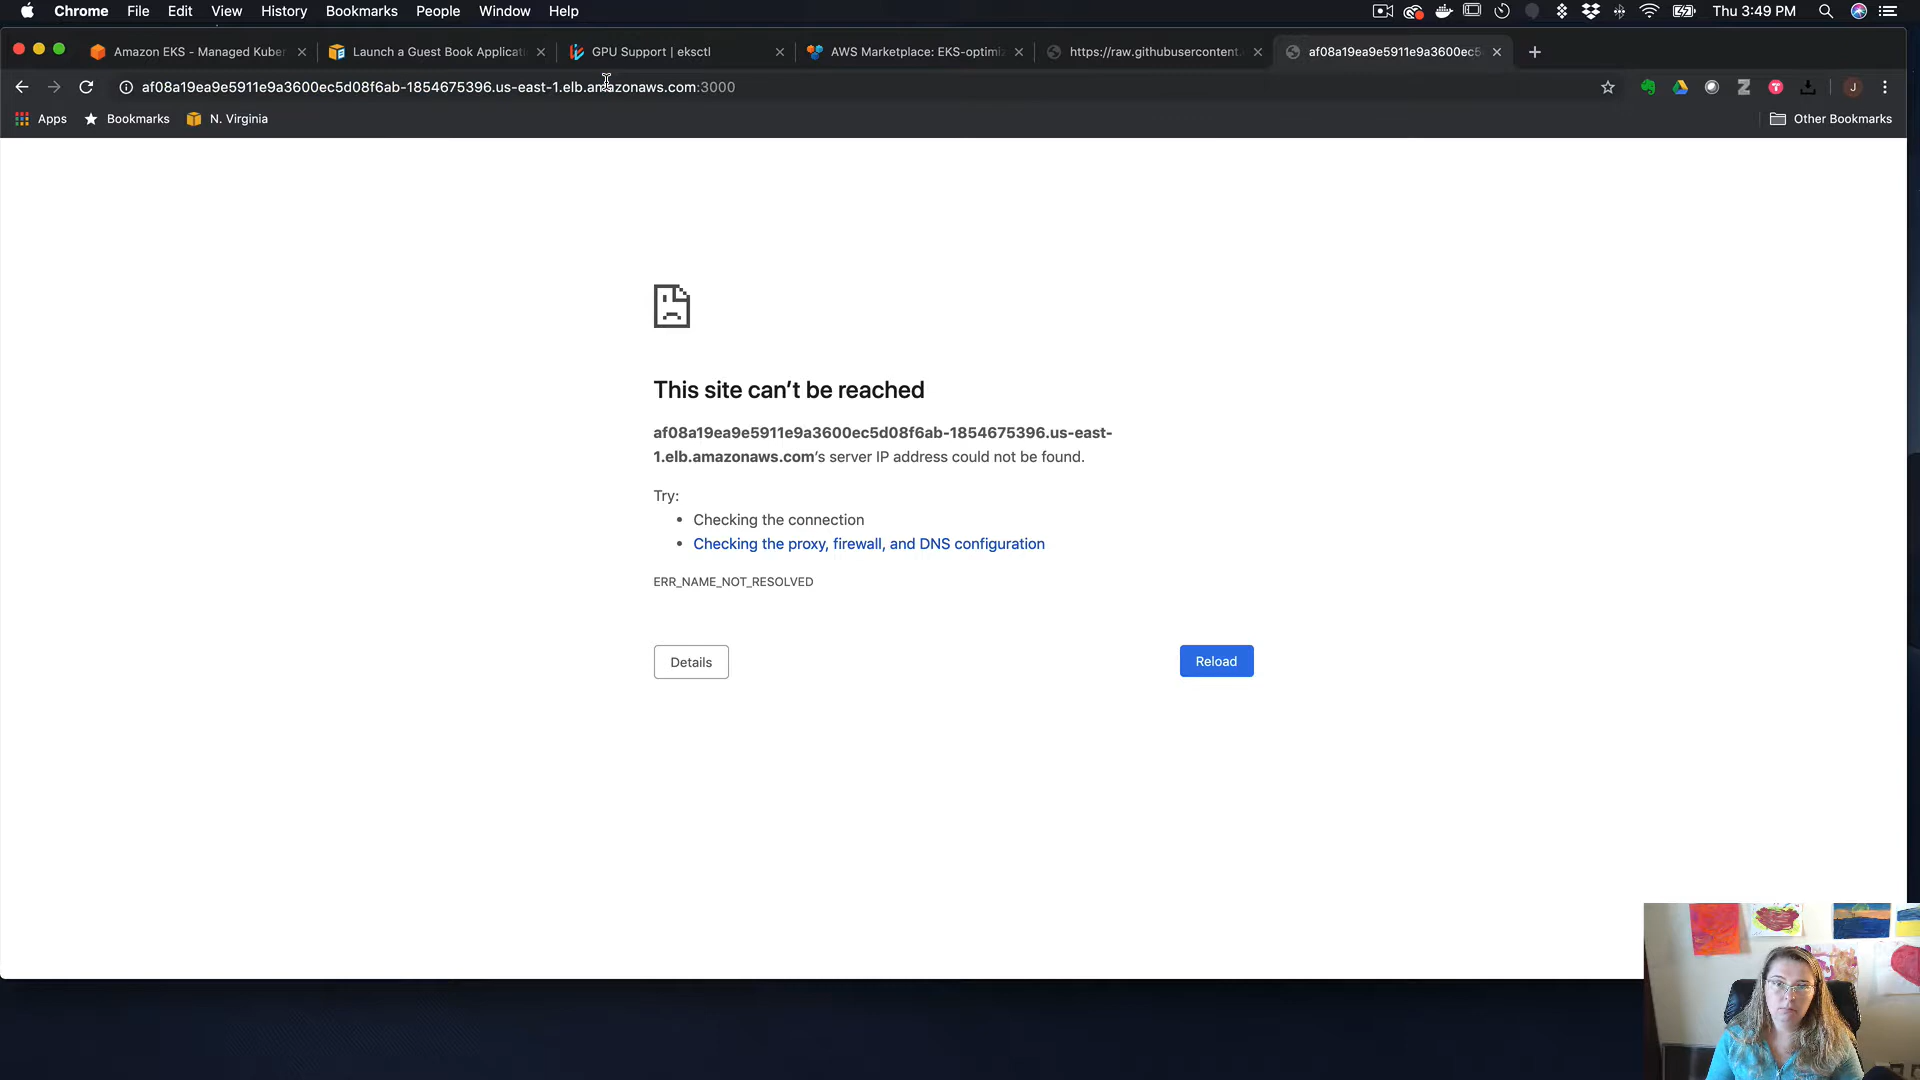 Chrome File Edit View History Bookmarks People Window Help Thu 3:49 PM
Amazon EKS - Managed Kuber Launch a Guest Book Applicati GPU Support | eksctl AWS Marketplace: EKS-optimiz https://raw.githubusercontent. af08a19ea9e5911e9a3600ec5
af08a19ea9e5911e9a3600ec5d08f6ab-1854675396.us-east-1.elb.amazonaws.com:3000
Apps Bookmarks N. Virginia Other Bookmarks
This site can’t be reached
af08a19ea9e5911e9a3600ec5d08f6ab-1854675396.us-east-
1.elb.amazonaws.com’s server IP address could not be found.
Try:
• Checking the connection
• Checking the proxy, firewall, and DNS configuration
ERR_NAME_NOT_RESOLVED
Details Reload